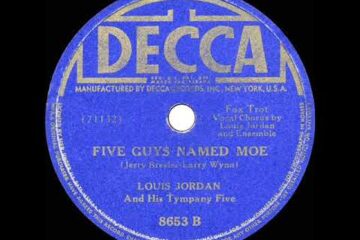 DECCA
MANUFACTURED BY DECCA RECORDS, INC., NEW YORK, U.S.A.
(71132)
Fox Trot
Vocal Chorus by
Louis Jordan
and Ensemble
FIVE GUYS NAMED MOE
(Jerry Bresler-Larry Wynn)
LOUIS JORDAN
And His Tympany Five
8653 B